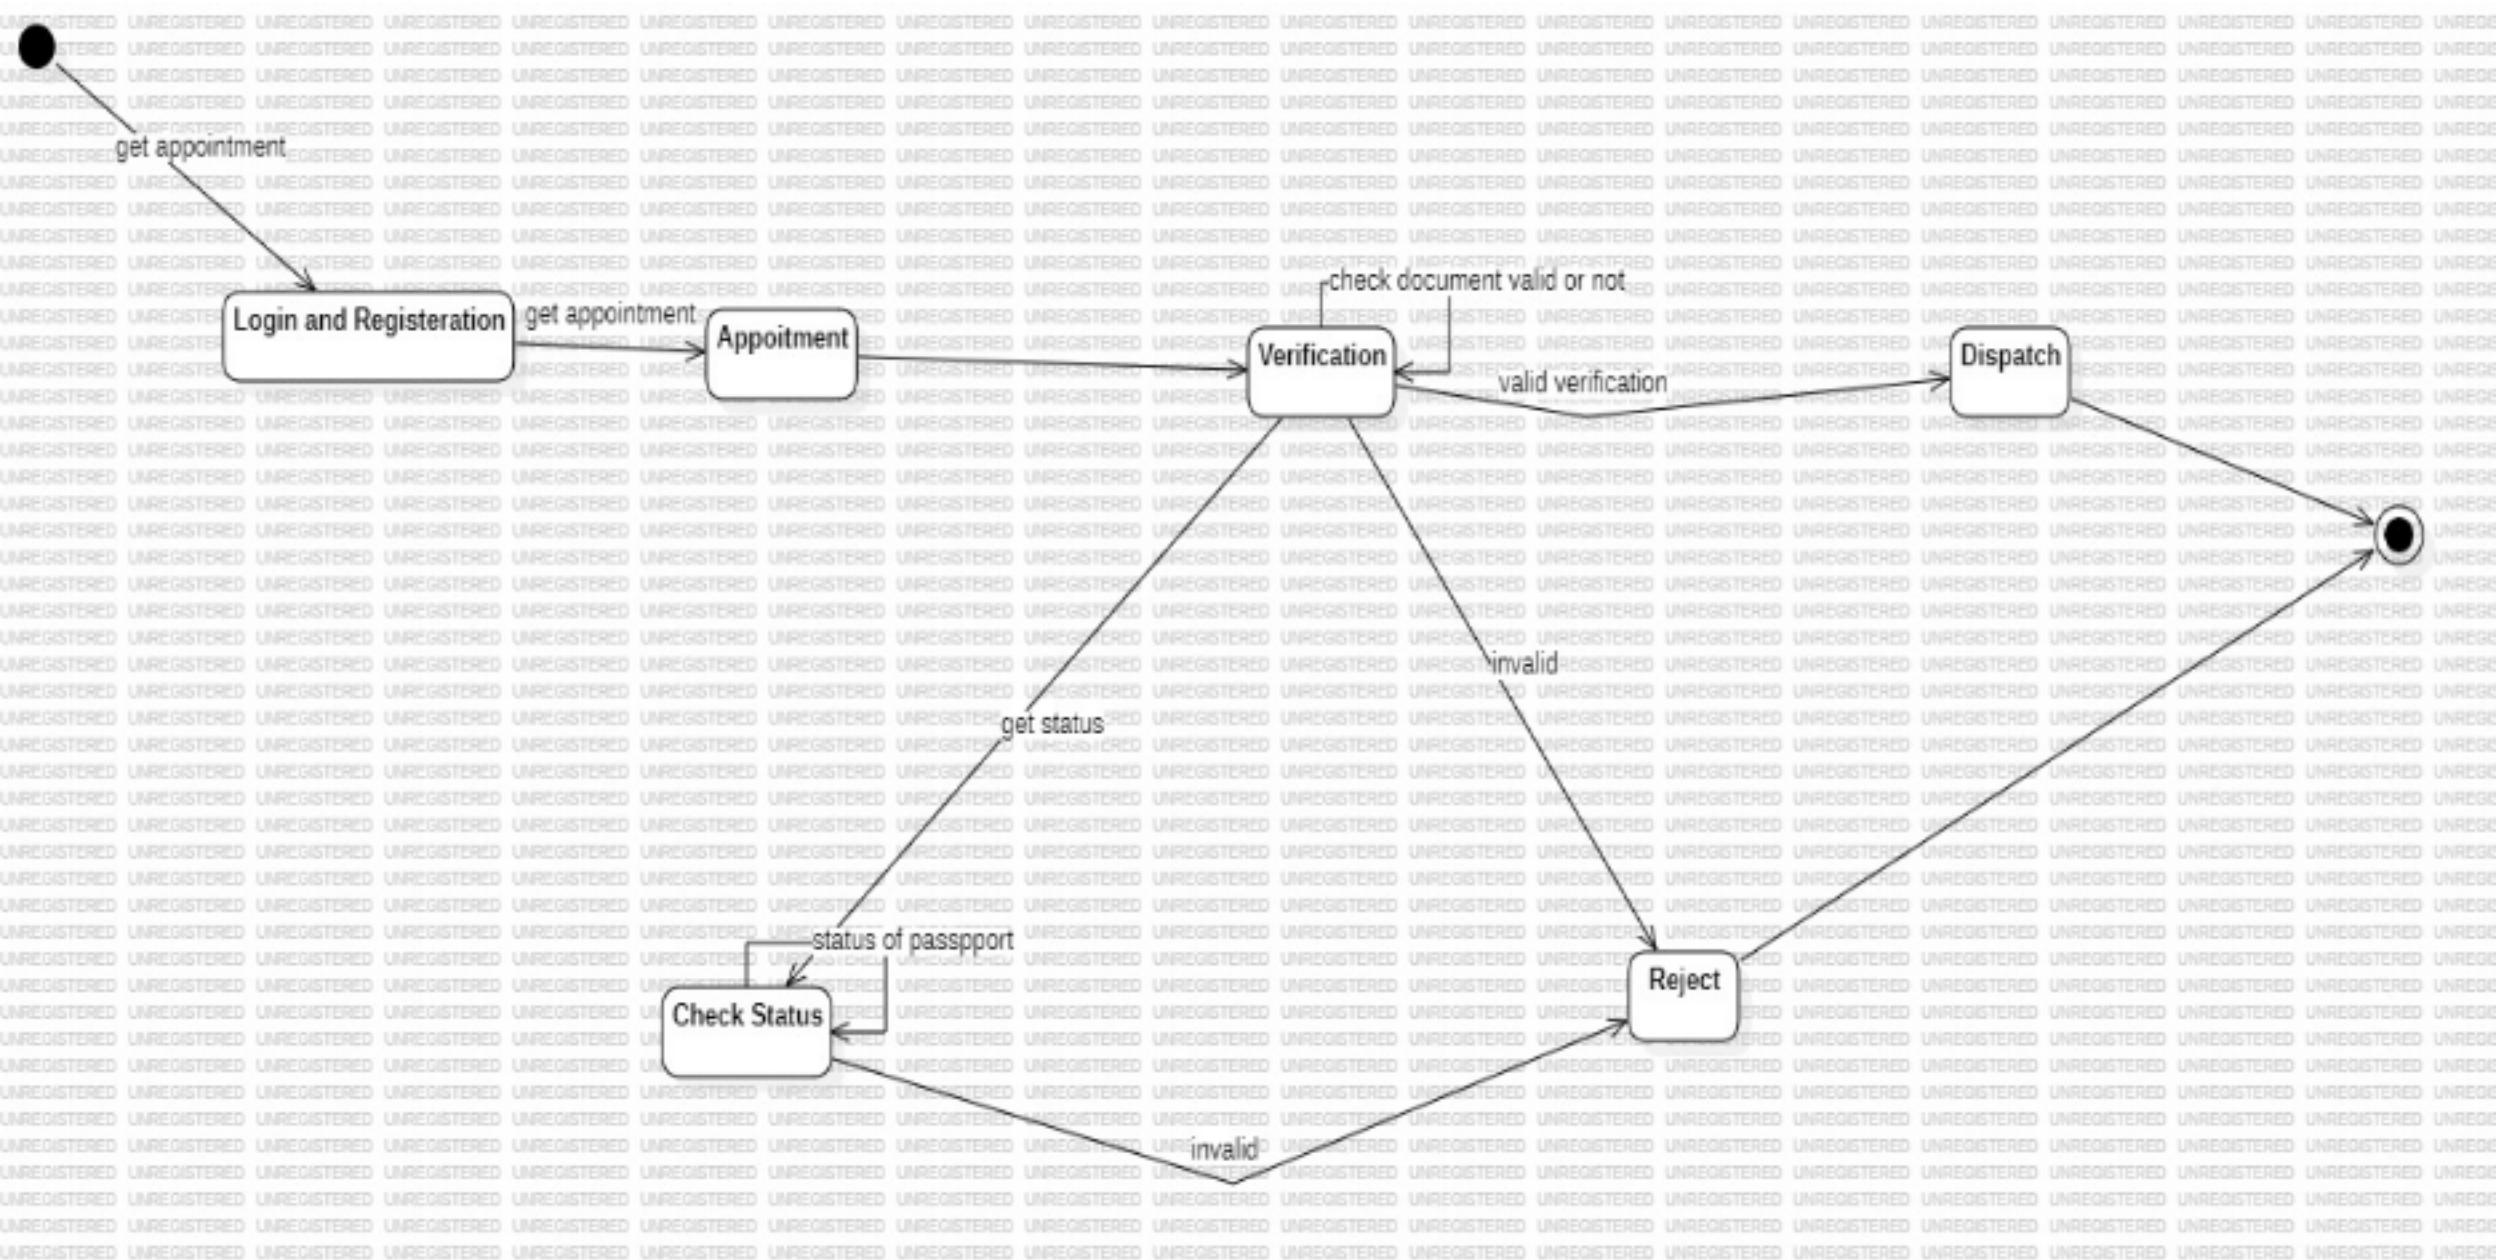 get appointment
Login and Registeration
get appointment
Appoitment
check document valid or not
Verification
valid verification
Dispatch
invalid
get status
status of passpport
Check Status
Reject
invalid
UNREGISTERED